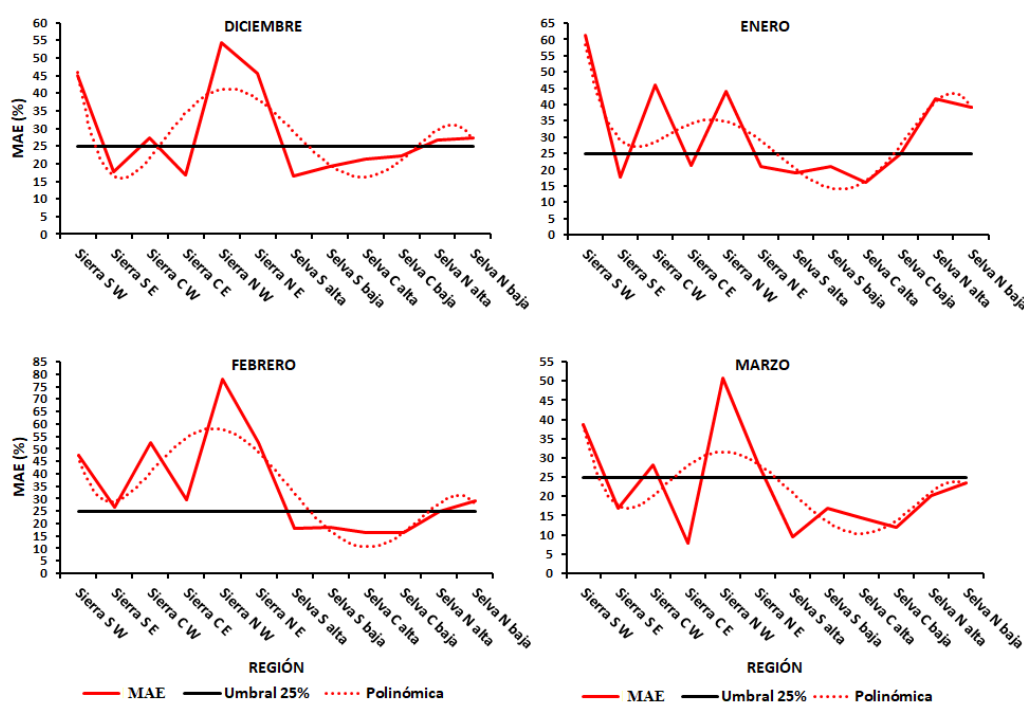 DICIEMBRE
MAE (%)
60
55
50
45
40
35
30
25
20
15
10
5
0
Sierra S W
Sierra S E
Sierra C W
Sierra C E
Sierra N W
Sierra N E
Selva S alta
Selva S baja
Selva C alta
Selva C baja
Selva N alta
Selva N baja
ENERO
65
60
55
50
45
40
35
30
25
20
15
10
5
0
Sierra S W
Sierra S E
Sierra C W
Sierra C E
Sierra N W
Sierra N E
Selva S alta
Selva S baja
Selva C alta
Selva C baja
Selva N alta
Selva N baja
FEBRERO
MAE (%)
85
80
75
70
65
60
55
50
45
40
35
30
25
20
15
10
5
0
Sierra S W
Sierra S E
Sierra C W
Sierra C E
Sierra N W
Sierra N E
Selva S alta
Selva S baja
Selva C alta
Selva C baja
Selva N alta
Selva N baja
REGIÓN
MAE Umbral 25% Polinómica
MARZO
55
50
45
40
35
30
25
20
15
10
5
0
Sierra S W
Sierra S E
Sierra C W
Sierra C E
Sierra N W
Sierra N E
Selva S alta
Selva S baja
Selva C alta
Selva C baja
Selva N alta
Selva N baja
REGIÓN
MAE Umbral 25% Polinómica